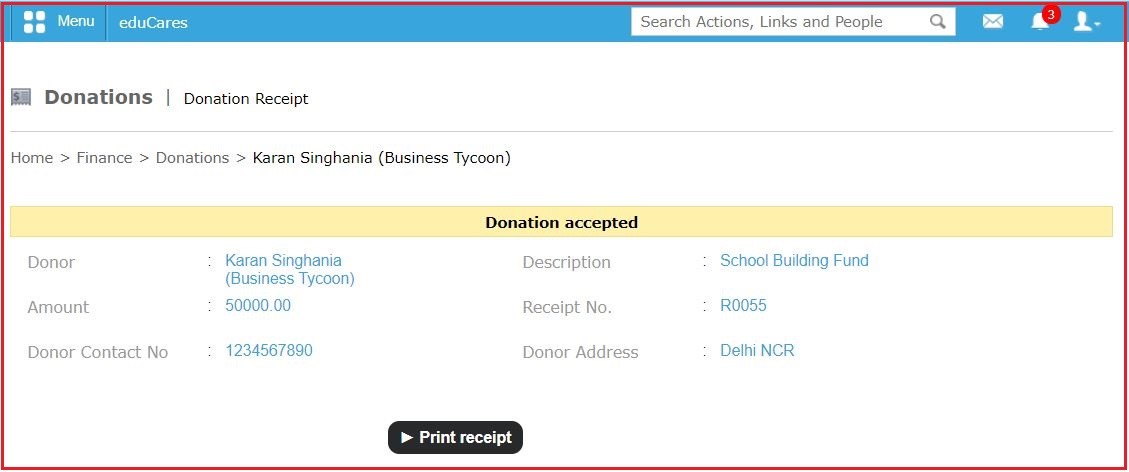 Menu eduCares Search Actions, Links and People 3
Donations | Donation Receipt
Home > Finance > Donations > Karan Singhania (Business Tycoon)
Donation accepted
Donor : Karan Singhania Description : School Building Fund
(Business Tycoon)
Amount : 50000.00 Receipt No. : R0055
Donor Contact No : 1234567890 Donor Address : Delhi NCR
► Print receipt